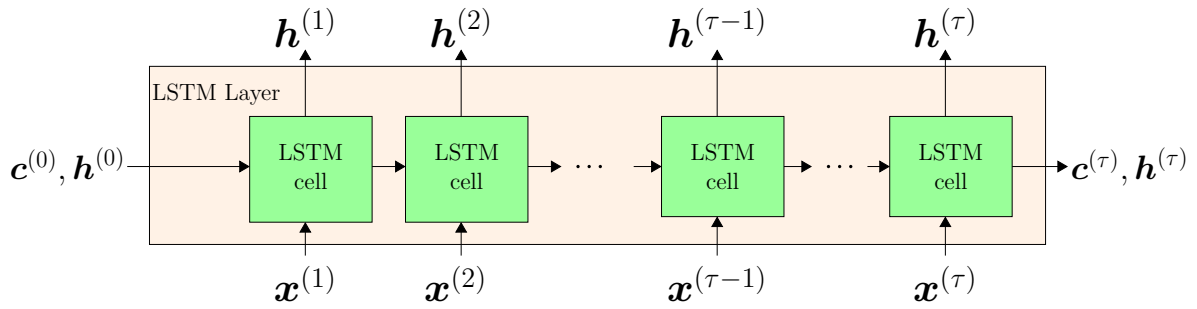 h^(1) h^(2) h^(τ−1) h^(τ)
LSTM Layer
c^(0), h^(0)
LSTM
cell
LSTM
cell
···
LSTM
cell
···
LSTM
cell
c^(τ), h^(τ)
x^(1) x^(2) x^(τ−1) x^(τ)